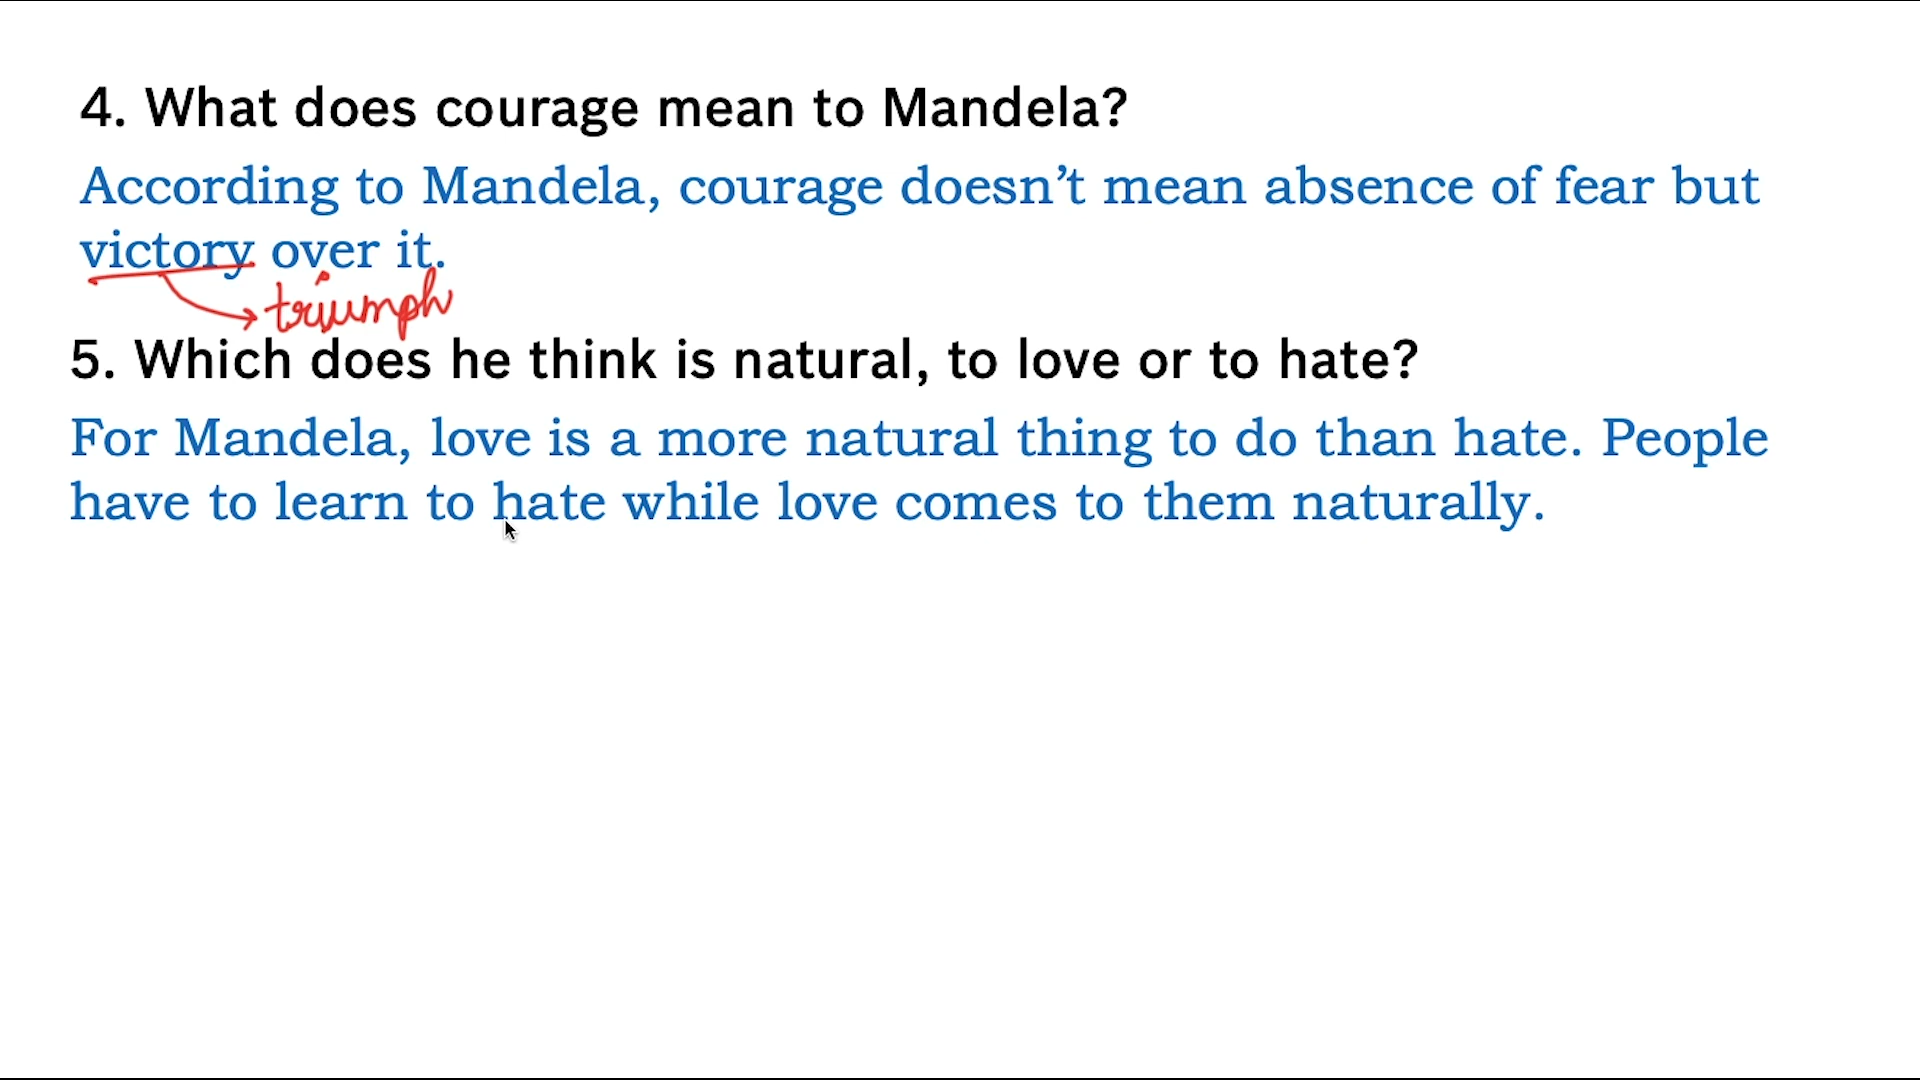 4. What does courage mean to Mandela?
According to Mandela, courage doesn’t mean absence of fear but
victory over it.
triumph
5. Which does he think is natural, to love or to hate?
For Mandela, love is a more natural thing to do than hate. People
have to learn to hate while love comes to them naturally.